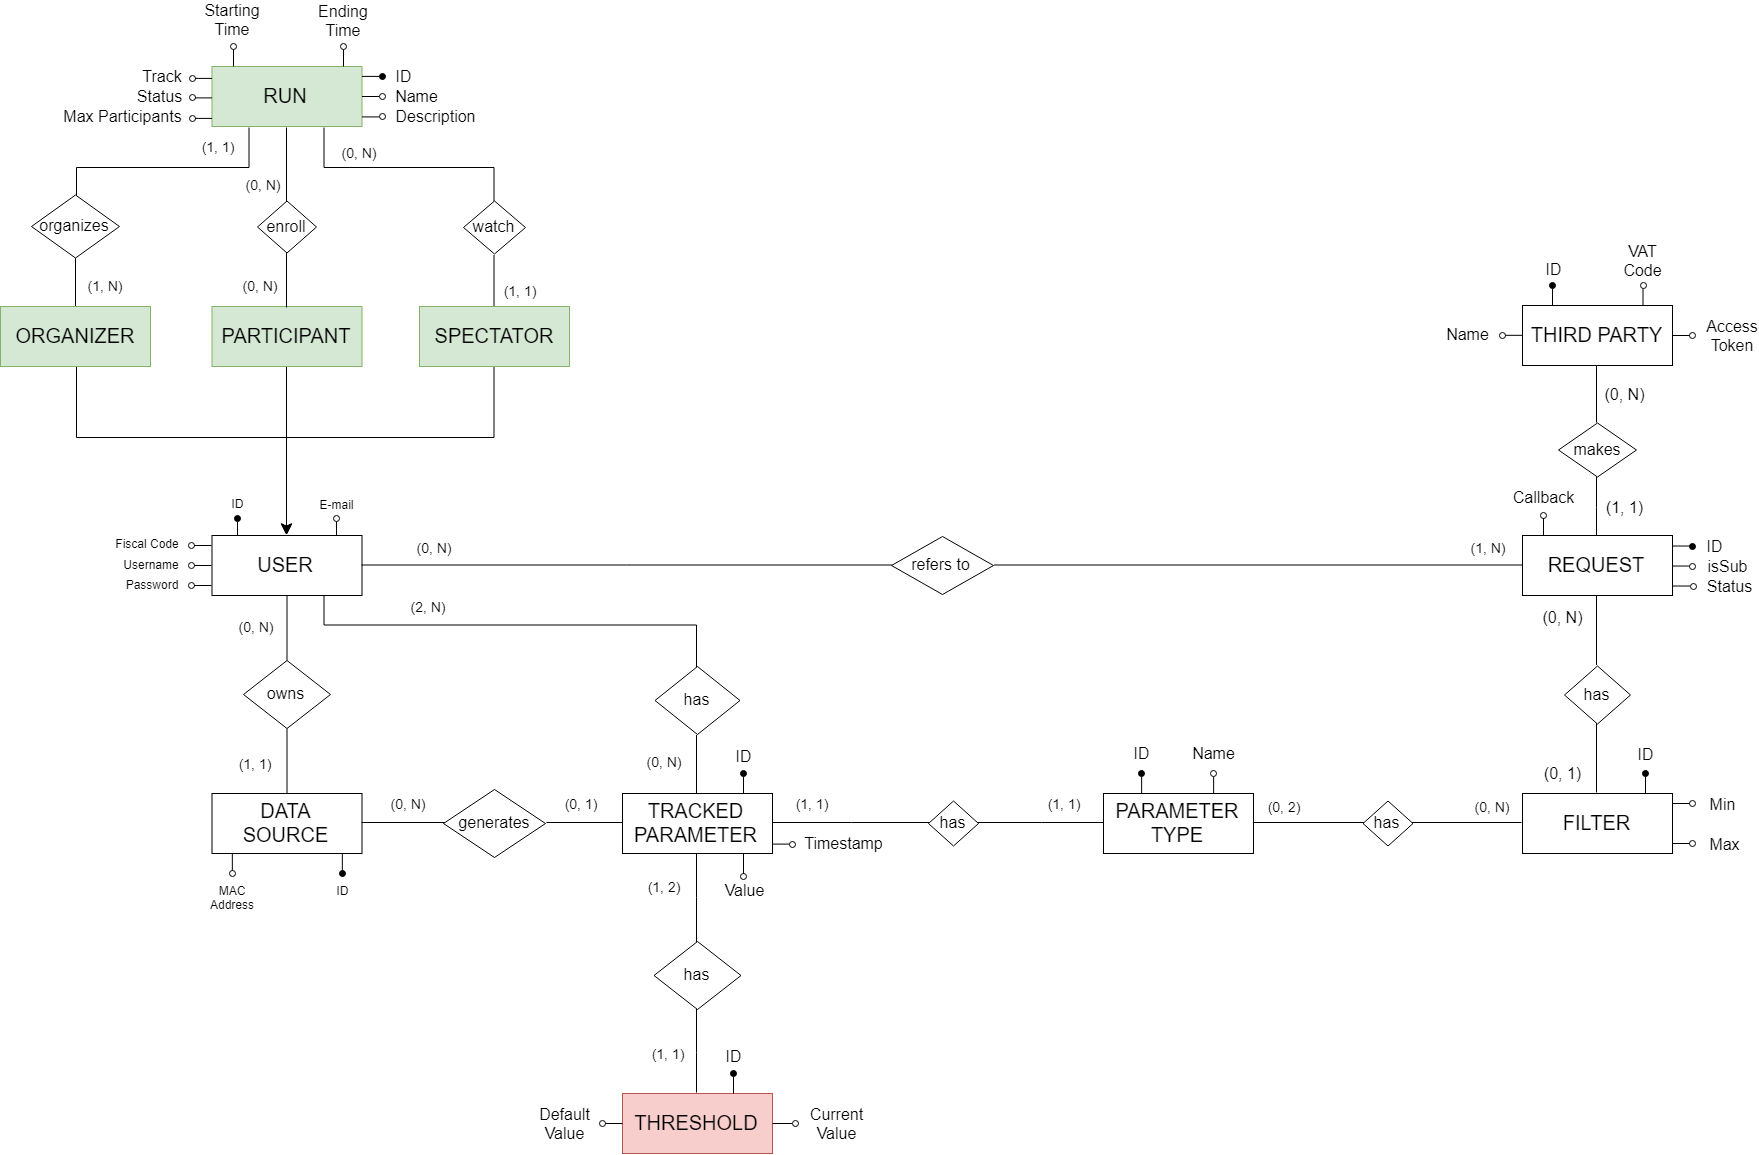 Starting
Time
Ending
Time
Track
Status
Max Participants
RUN
ID
Name
Description
(1, 1)
(0, N)
(0, N)
organizes
enroll
watch
(1, N)
(0, N)
(1, 1)
ORGANIZER
PARTICIPANT
SPECTATOR
ID
VAT
Code
Name
THIRD PARTY
Access
Token
(0, N)
makes
(1, 1)
Callback
ID
E-mail
Fiscal Code
Username
Password
USER
(0, N)
refers to
(1, N)
REQUEST
ID
isSub
Status
(0, N)
(2, N)
(0, N)
owns
has
has
(1, 1)
(0, N)
(0, 1)
ID
ID
Name
ID
DATA
SOURCE
(0, N)
generates
(0, 1)
TRACKED
PARAMETER
(1, 1)
Timestamp
has
(1, 1)
PARAMETER
TYPE
(0, 2)
has
(0, N)
FILTER
Min
Max
MAC
Address
ID
(1, 2)
Value
has
(1, 1)
ID
Default
Value
THRESHOLD
Current
Value